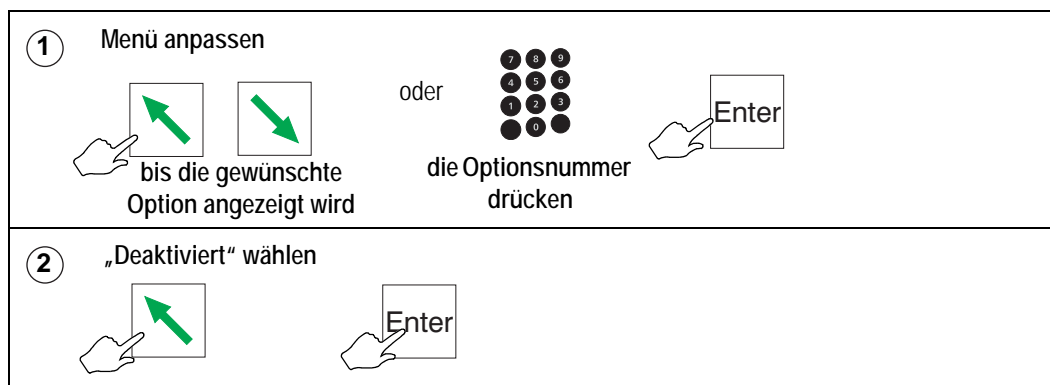 1 Menü anpassen
7 8 9
oder
4 5 6
1 2 3
Enter
0
bis die gewünschte
Option angezeigt wird
die Optionsnummer
drücken
2 „Deaktiviert“ wählen
Enter